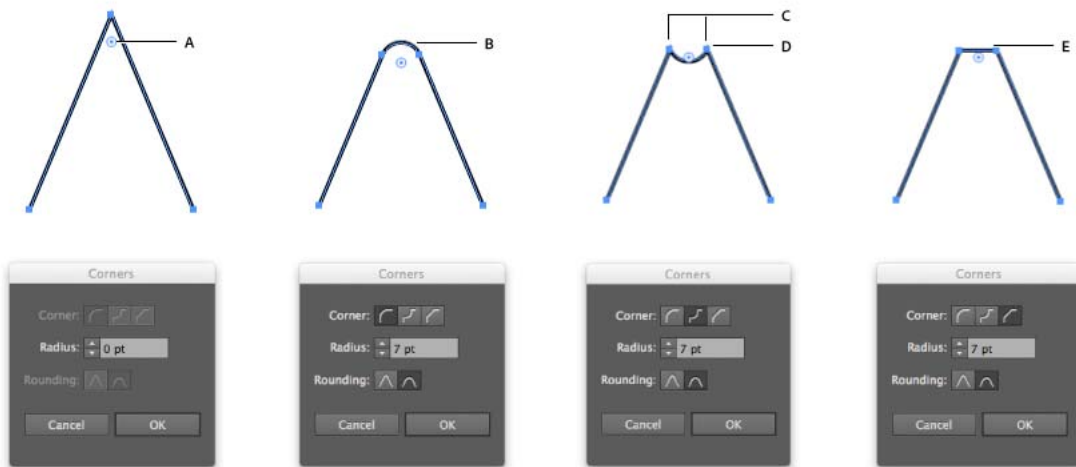 A
B
C
D
E
Corners
Corner:
Radius: 0 pt
Rounding:
Cancel OK
Corners
Corner:
Radius: 7 pt
Rounding:
Cancel OK
Corners
Corner:
Radius: 7 pt
Rounding:
Cancel OK
Corners
Corner:
Radius: 7 pt
Rounding:
Cancel OK